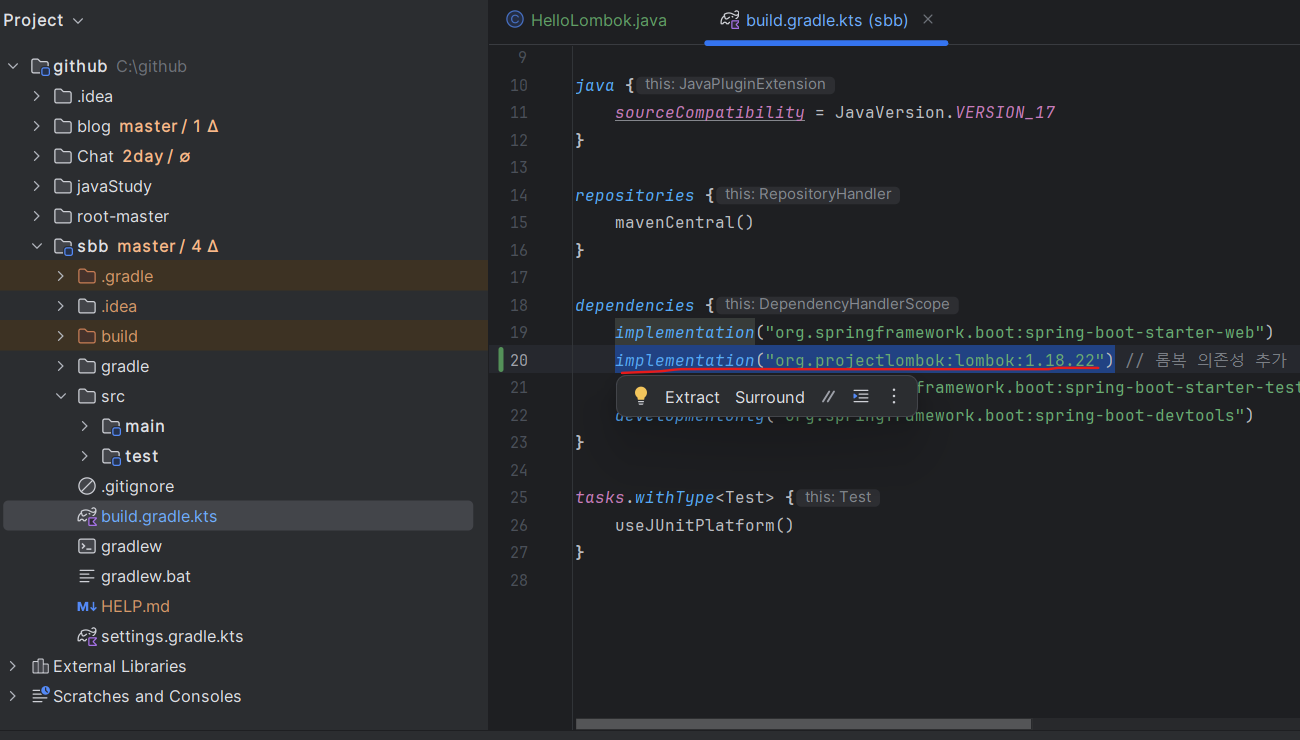 Project
github C:\github
.idea
blog master / 1 Δ
Chat 2day / ∅
javaStudy
root-master
sbb master / 4 Δ
.gradle
.idea
build
gradle
src
main
test
.gitignore
build.gradle.kts
gradlew
gradlew.bat
M↓ HELP.md
settings.gradle.kts
External Libraries
Scratches and Consoles
HelloLombok.java
build.gradle.kts (sbb)
9
10 java { this: JavaPluginExtension
11 sourceCompatibility = JavaVersion.VERSION_17
12 }
13
14 repositories { this: RepositoryHandler
15 mavenCentral()
16 }
17
18 dependencies { this: DependencyHandlerScope
19 implementation("org.springframework.boot:spring-boot-starter-web")
20 implementation("org.projectlombok:lombok:1.18.22") // 롬복 의존성 추가
21 framework.boot:spring-boot-starter-test
Extract Surround //
22 developmentOnly("org.springframework.boot:spring-boot-devtools")
23 }
24
25 tasks.withType<Test> { this: Test
26 useJUnitPlatform()
27 }
28